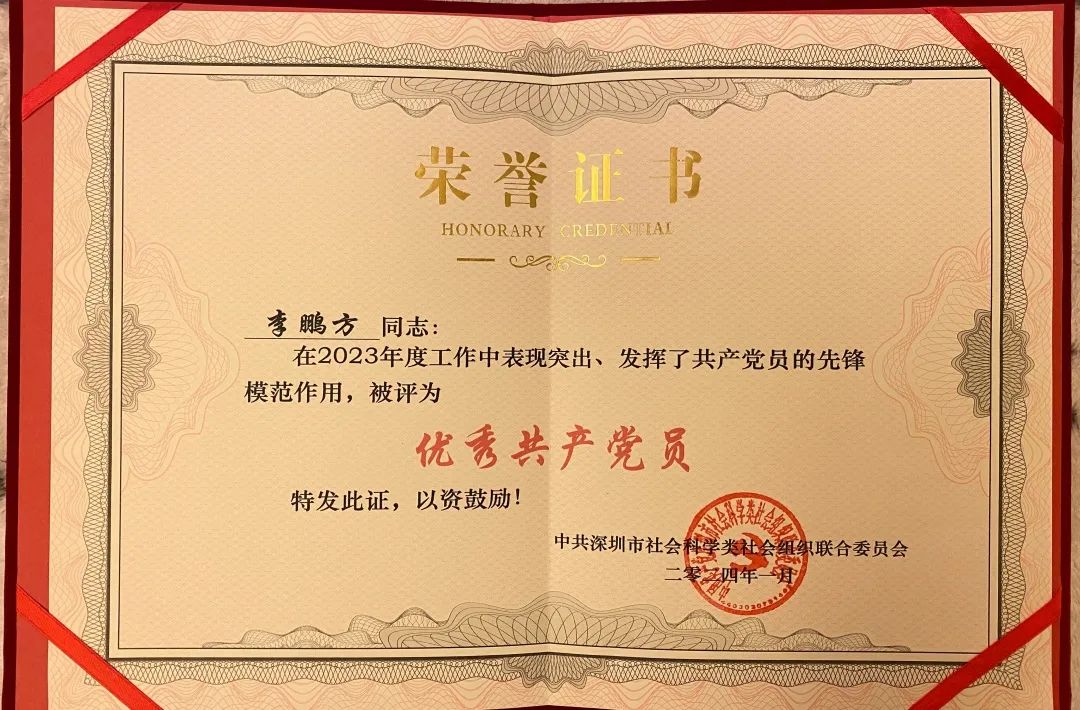 荣誉证书
HONORARY CREDENTIAL
李鹏方 同志:
在2023年度工作中表现突出、发挥了共产党员的先锋
模范作用，被评为
优秀共产党员
特发此证，以资鼓励！
中共深圳市社会科学类社会组织联合委员会
二零二四年一月